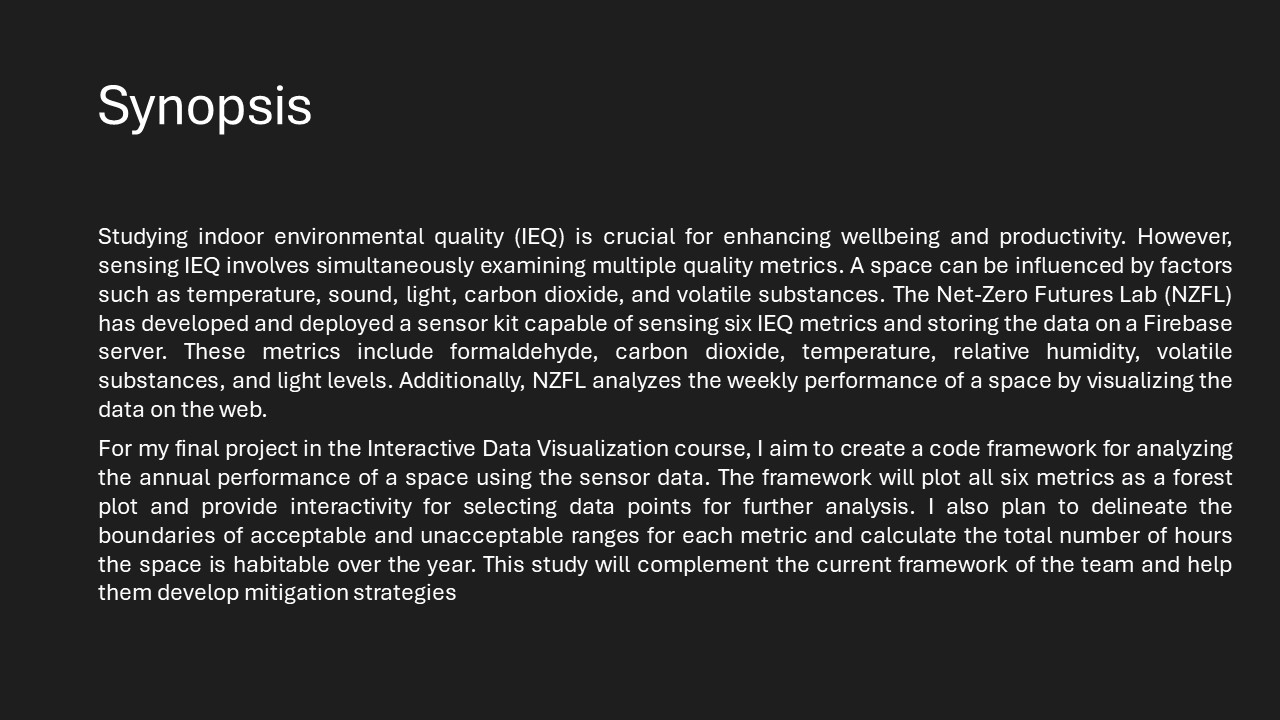 Synopsis
Studying indoor environmental quality (IEQ) is crucial for enhancing wellbeing and productivity. However,
sensing IEQ involves simultaneously examining multiple quality metrics. A space can be influenced by factors
such as temperature, sound, light, carbon dioxide, and volatile substances. The Net-Zero Futures Lab (NZFL)
has developed and deployed a sensor kit capable of sensing six IEQ metrics and storing the data on a Firebase
server. These metrics include formaldehyde, carbon dioxide, temperature, relative humidity, volatile
substances, and light levels. Additionally, NZFL analyzes the weekly performance of a space by visualizing the
data on the web.
For my final project in the Interactive Data Visualization course, I aim to create a code framework for analyzing
the annual performance of a space using the sensor data. The framework will plot all six metrics as a forest
plot and provide interactivity for selecting data points for further analysis. I also plan to delineate the
boundaries of acceptable and unacceptable ranges for each metric and calculate the total number of hours
the space is habitable over the year. This study will complement the current framework of the team and help
them develop mitigation strategies